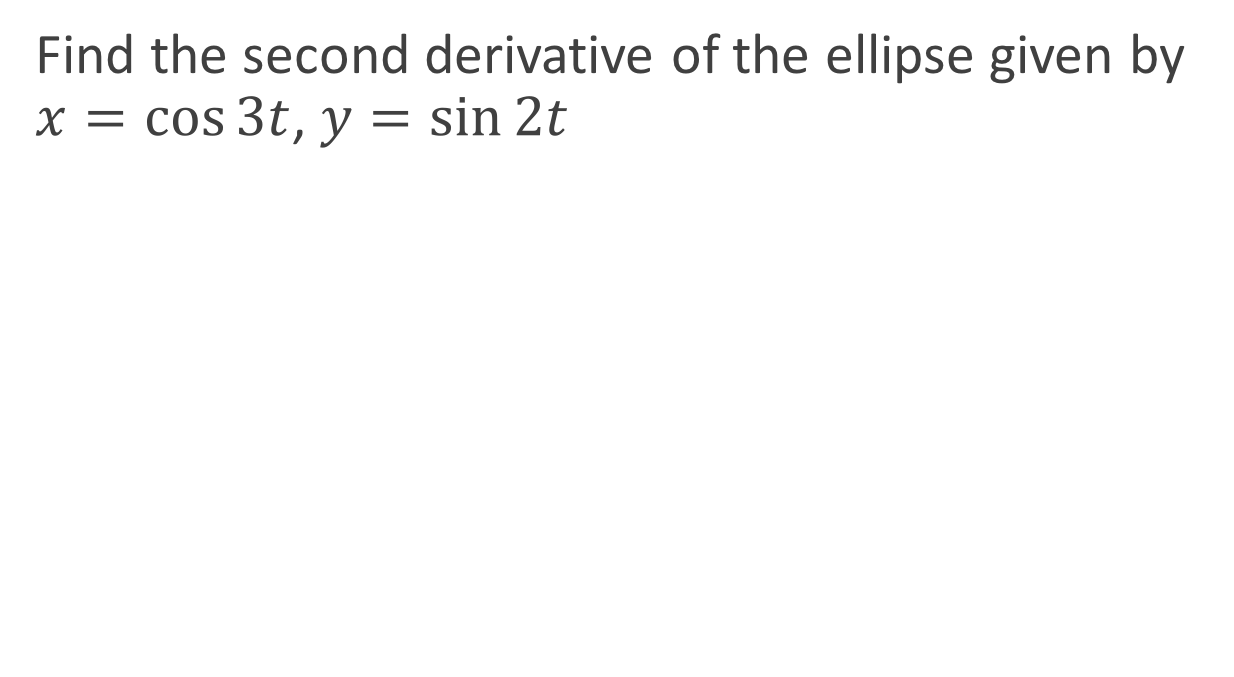 Find the second derivative of the ellipse given by
x = cos 3t, y = sin 2t